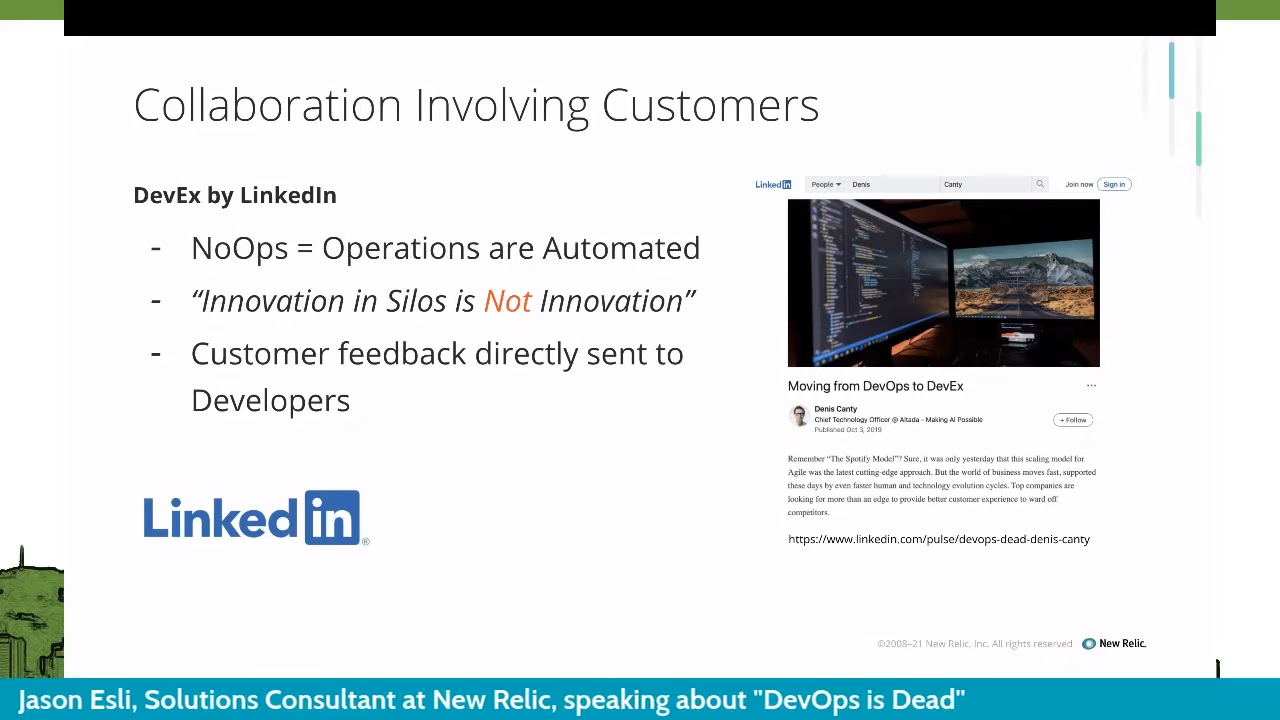 Collaboration Involving Customers
DevEx by LinkedIn
- NoOps = Operations are Automated
- “Innovation in Silos is Not Innovation”
- Customer feedback directly sent to
Developers
LinkedIn®
LinkedIn People Denis Canty Join now Sign in
Moving from DevOps to DevEx ...
Denis Canty
Chief Technology Officer @ Altada - Making AI Possible
Published Oct 3, 2019
+ Follow
Remember “The Spotify Model”? Sure, it was only yesterday that this scaling model for
Agile was the latest cutting-edge approach. But the world of business moves fast, supported
these days by even faster human and technology evolution cycles. Top companies are
looking for more than an edge to provide better customer experience to ward off
competitors.
https://www.linkedin.com/pulse/devops-dead-denis-canty
©2008–21 New Relic, Inc. All rights reserved New Relic.
Jason Esli, Solutions Consultant at New Relic, speaking about "DevOps is Dead"